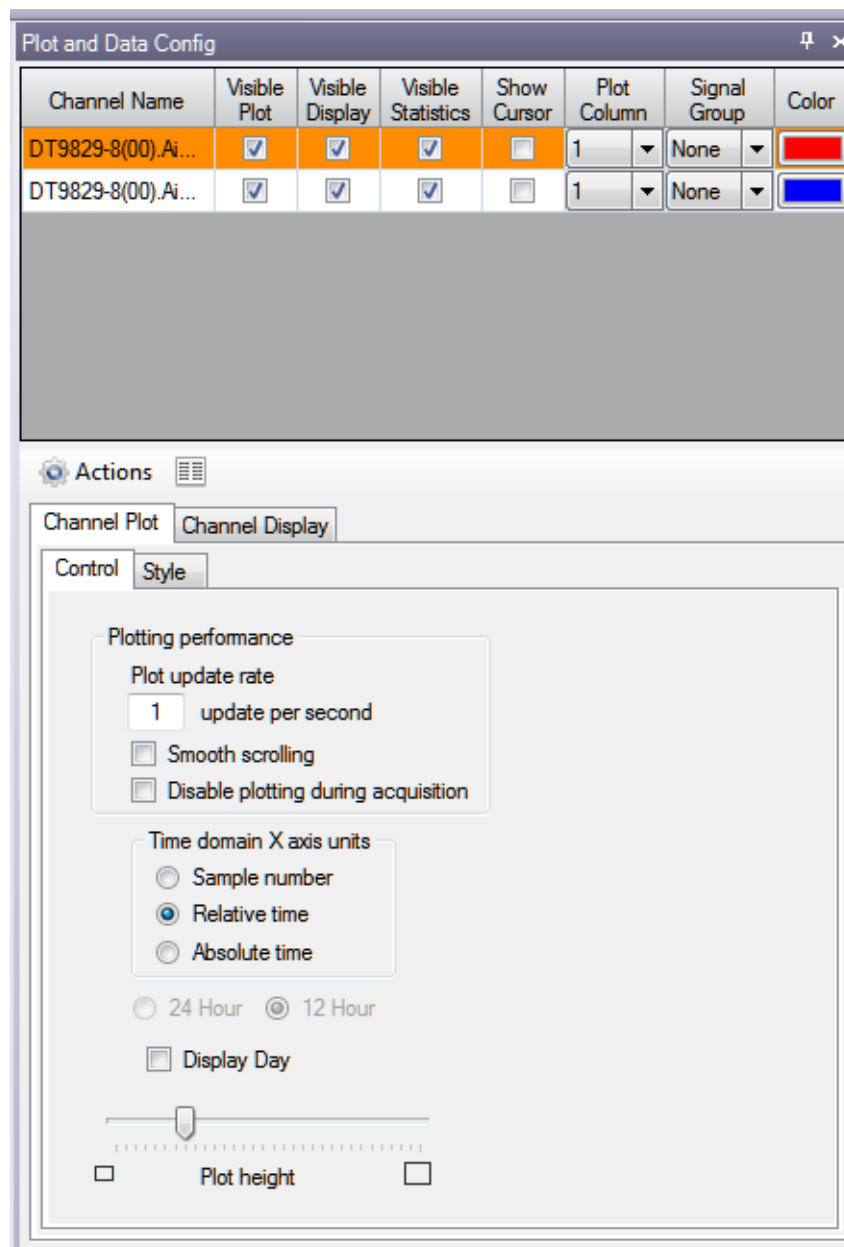 Plot and Data Config
Channel Name Visible Plot Visible Display Visible Statistics Show Cursor Plot Column Signal Group Color
DT9829-8(00).Ai... 1 None
DT9829-8(00).Ai... 1 None
Actions
Channel Plot Channel Display
Control Style
Plotting performance
Plot update rate
1 update per second
Smooth scrolling
Disable plotting during acquisition
Time domain X axis units
Sample number
Relative time
Absolute time
24 Hour 12 Hour
Display Day
Plot height